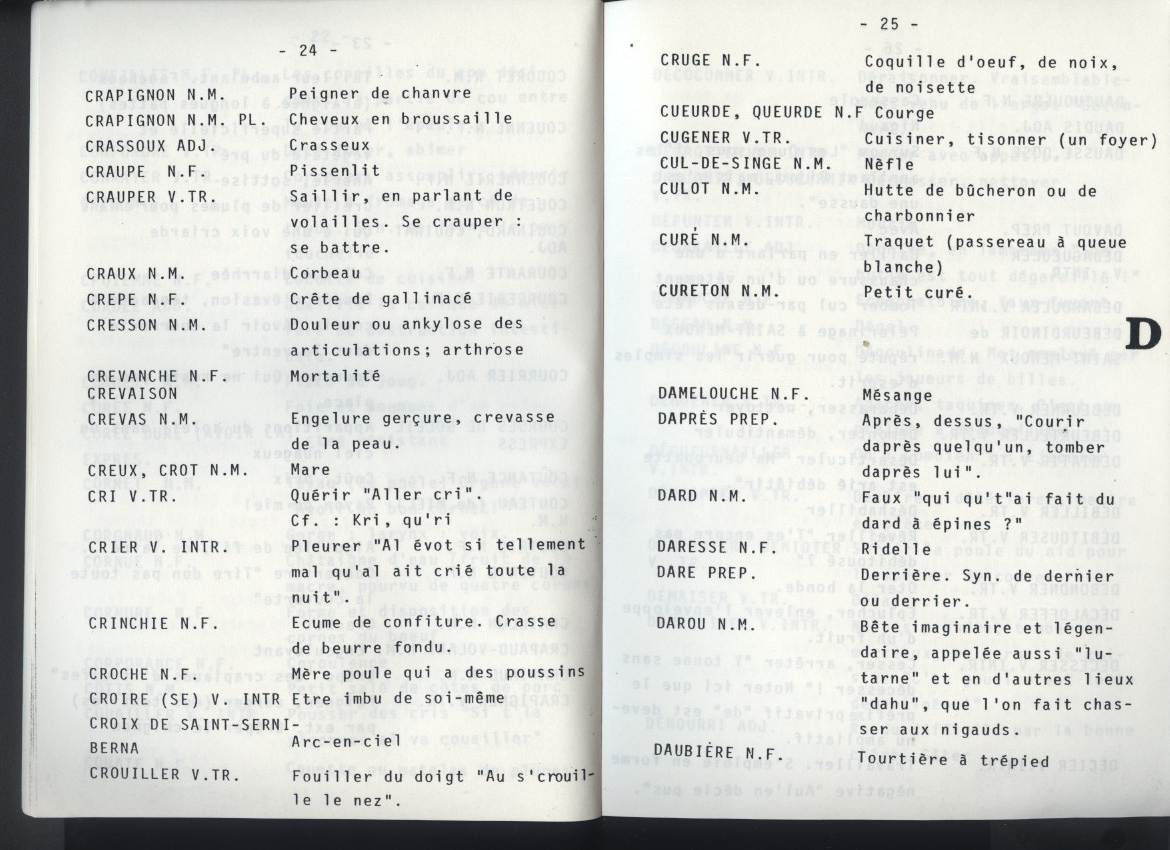 - 24 -
CRAPIGNON N.M. Peigner de chanvre
CRAPIGNON N.M. PL. Cheveux en broussaille
CRASSOUX ADJ. Crasseux
CRAUPE N.F. Pissenlit
CRAUPER V.TR. Saillir, en parlant de
volailles. Se crauper :
se battre.
CRAUX N.M. Corbeau
CREPE N.F. Crête de gallinacé
CRESSON N.M. Douleur ou ankylose des
articulations; arthrose
CREVANCHE N.F. Mortalité
CREVAISON
CREVAS N.M. Engelure, gerçure, crevasse
de la peau.
CREUX, CROT N.M. Mare
CRI V.TR. Quérir "Aller cri".
Cf. : Kri, qu'ri
CRIER V. INTR. Pleurer "Al évot si tellement
mal qu'al ait crié toute la
nuit".
CRINCHIE N.F. Ecume de confiture. Crasse
de beurre fondu.
CROCHE N.F. Mère poule qui a des poussins
CROIRE (SE) V. INTR Etre imbu de soi-même
CROIX DE SAINT-SERNI-
BERNA Arc-en-ciel
CROUILLER V.TR. Fouiller du doigt "Au s'crouil-
le le nez".
- 25 -
CRUGE N.F. Coquille d'oeuf, de noix,
de noisette
CUEURDE, QUEURDE N.F Courge
CUGENER V.TR. Cuisiner, tisonner (un foyer)
CUL-DE-SINGE N.M. Nèfle
CULOT N.M. Hutte de bûcheron ou de
charbonnier
CURÉ N.M. Traquet (passereau à queue
blanche)
CURETON N.M. Petit curé.
D
DAMELOUCHE N.F. Mésange
DAPRÈS PREP. Après, dessus, "Courir
daprès quelqu'un, tomber
daprès lui".
DARD N.M. Faux "qui qu't"ai fait du
dard à épines ?"
DARESSE N.F. Ridelle
DARE PREP. Derrière. Syn. de dernier
ou derrier.
DAROU N.M. Bête imaginaire et légen-
daire, appelée aussi "lu-
tarne" et en d'autres lieux
"dahu", que l'on fait chas-
ser aux nigauds.
DAUBIÈRE N.F. Tourtière à trépied